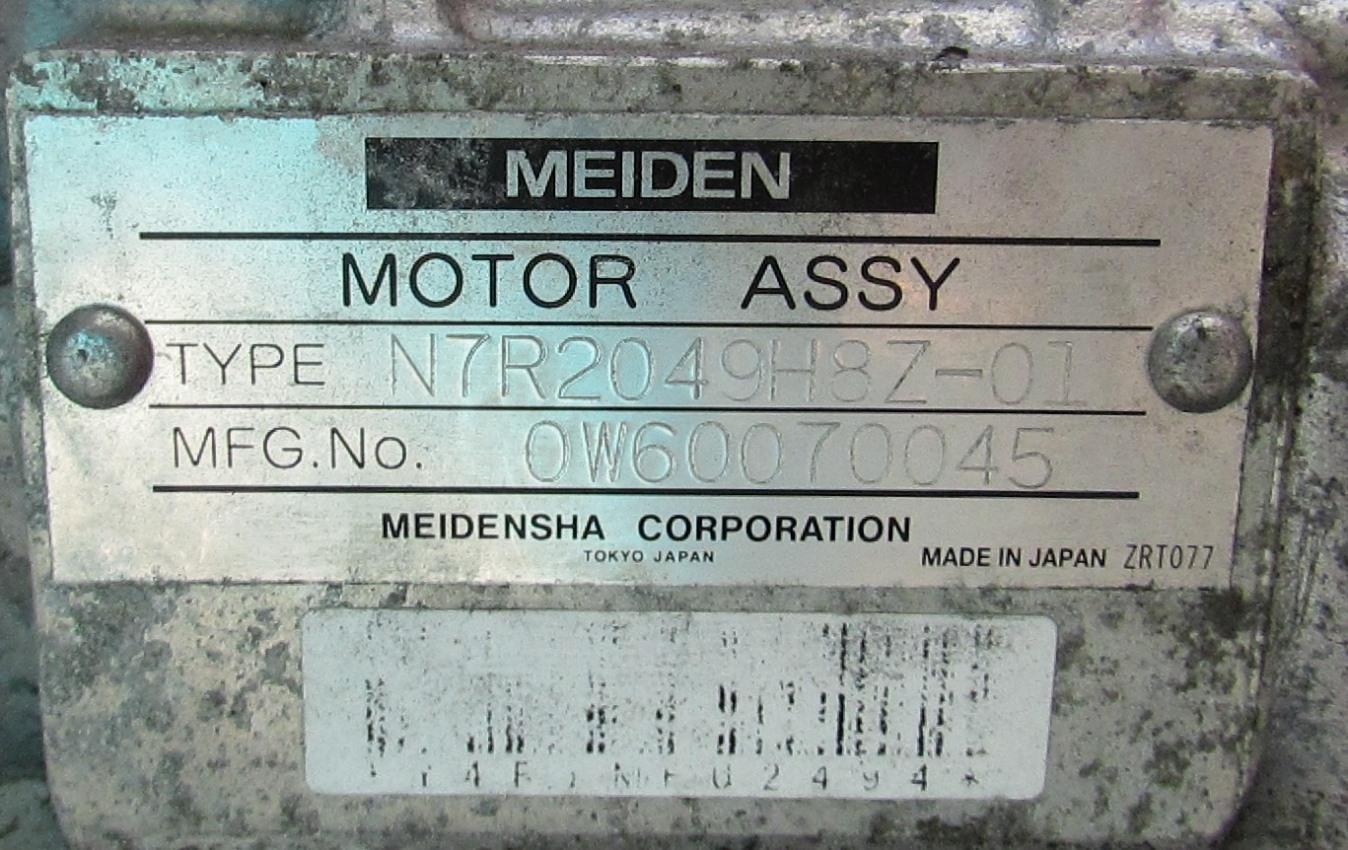 MEIDEN
MOTOR ASSY
TYPE N7R2049H8Z-01
MFG.No. 0W60070045
MEIDENSHA CORPORATION
TOKYO JAPAN
MADE IN JAPAN ZRT077